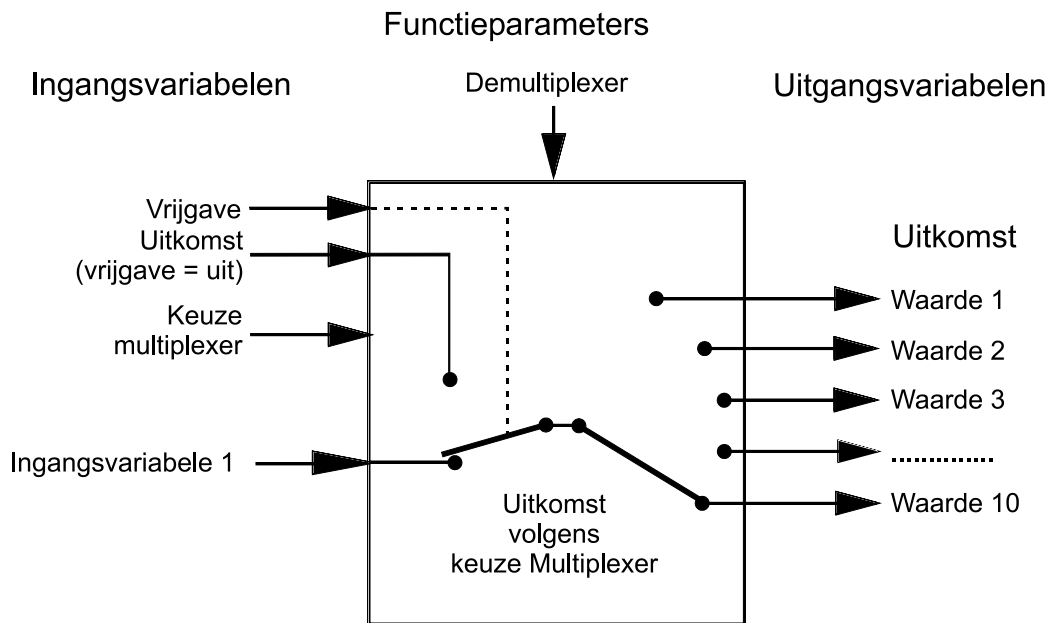 Functieparameters
Ingangsvariabelen
Demultiplexer
Uitgangsvariabelen
Vrijgave
Uitkomst
(vrijgave = uit)
Keuze
multiplexer
Ingangsvariabele 1
Uitkomst
volgens
keuze Multiplexer
Uitkomst
Waarde 1
Waarde 2
Waarde 3
...............
Waarde 10